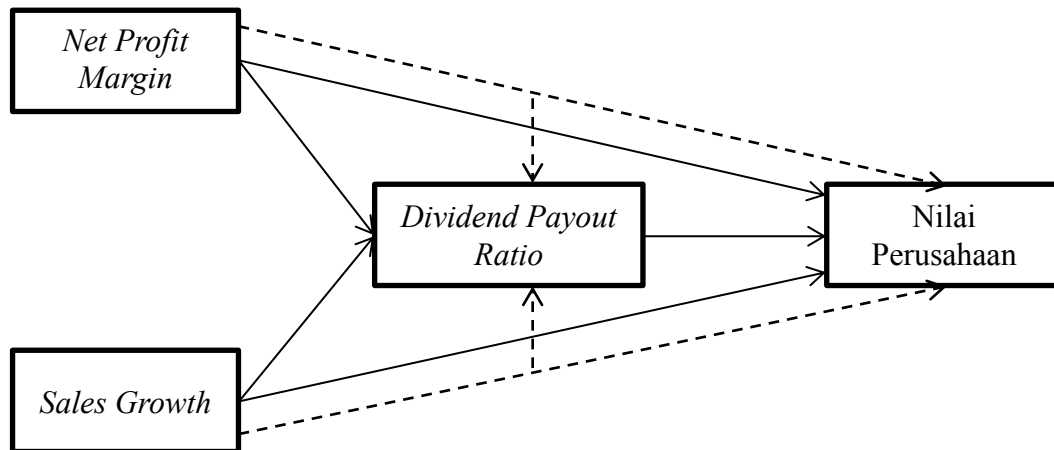 Net Profit
Margin
Dividend Payout
Ratio
Nilai
Perusahaan
Sales Growth